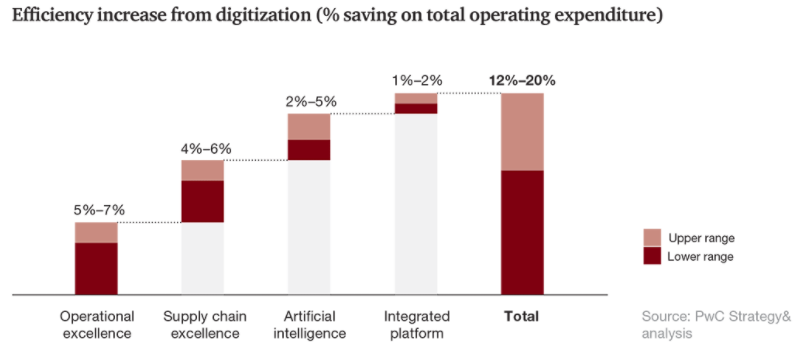 Efficiency increase from digitization (% saving on total operating expenditure)
1%–2%
12%–20%
2%–5%
4%–6%
5%–7%
Upper range
Lower range
Operational
excellence
Supply chain
excellence
Artificial
intelligence
Integrated
platform
Total
Source: PwC Strategy&
analysis